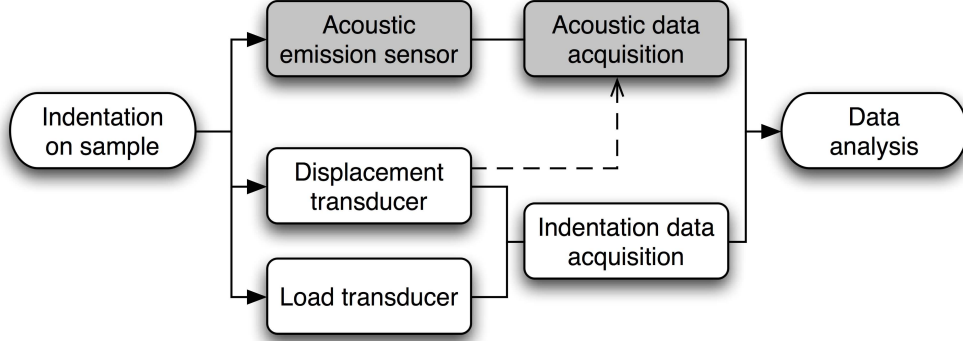 Acoustic
emission sensor
Acoustic data
acquisition
Indentation
on sample
Data
analysis
Displacement
transducer
Indentation data
acquisition
Load transducer